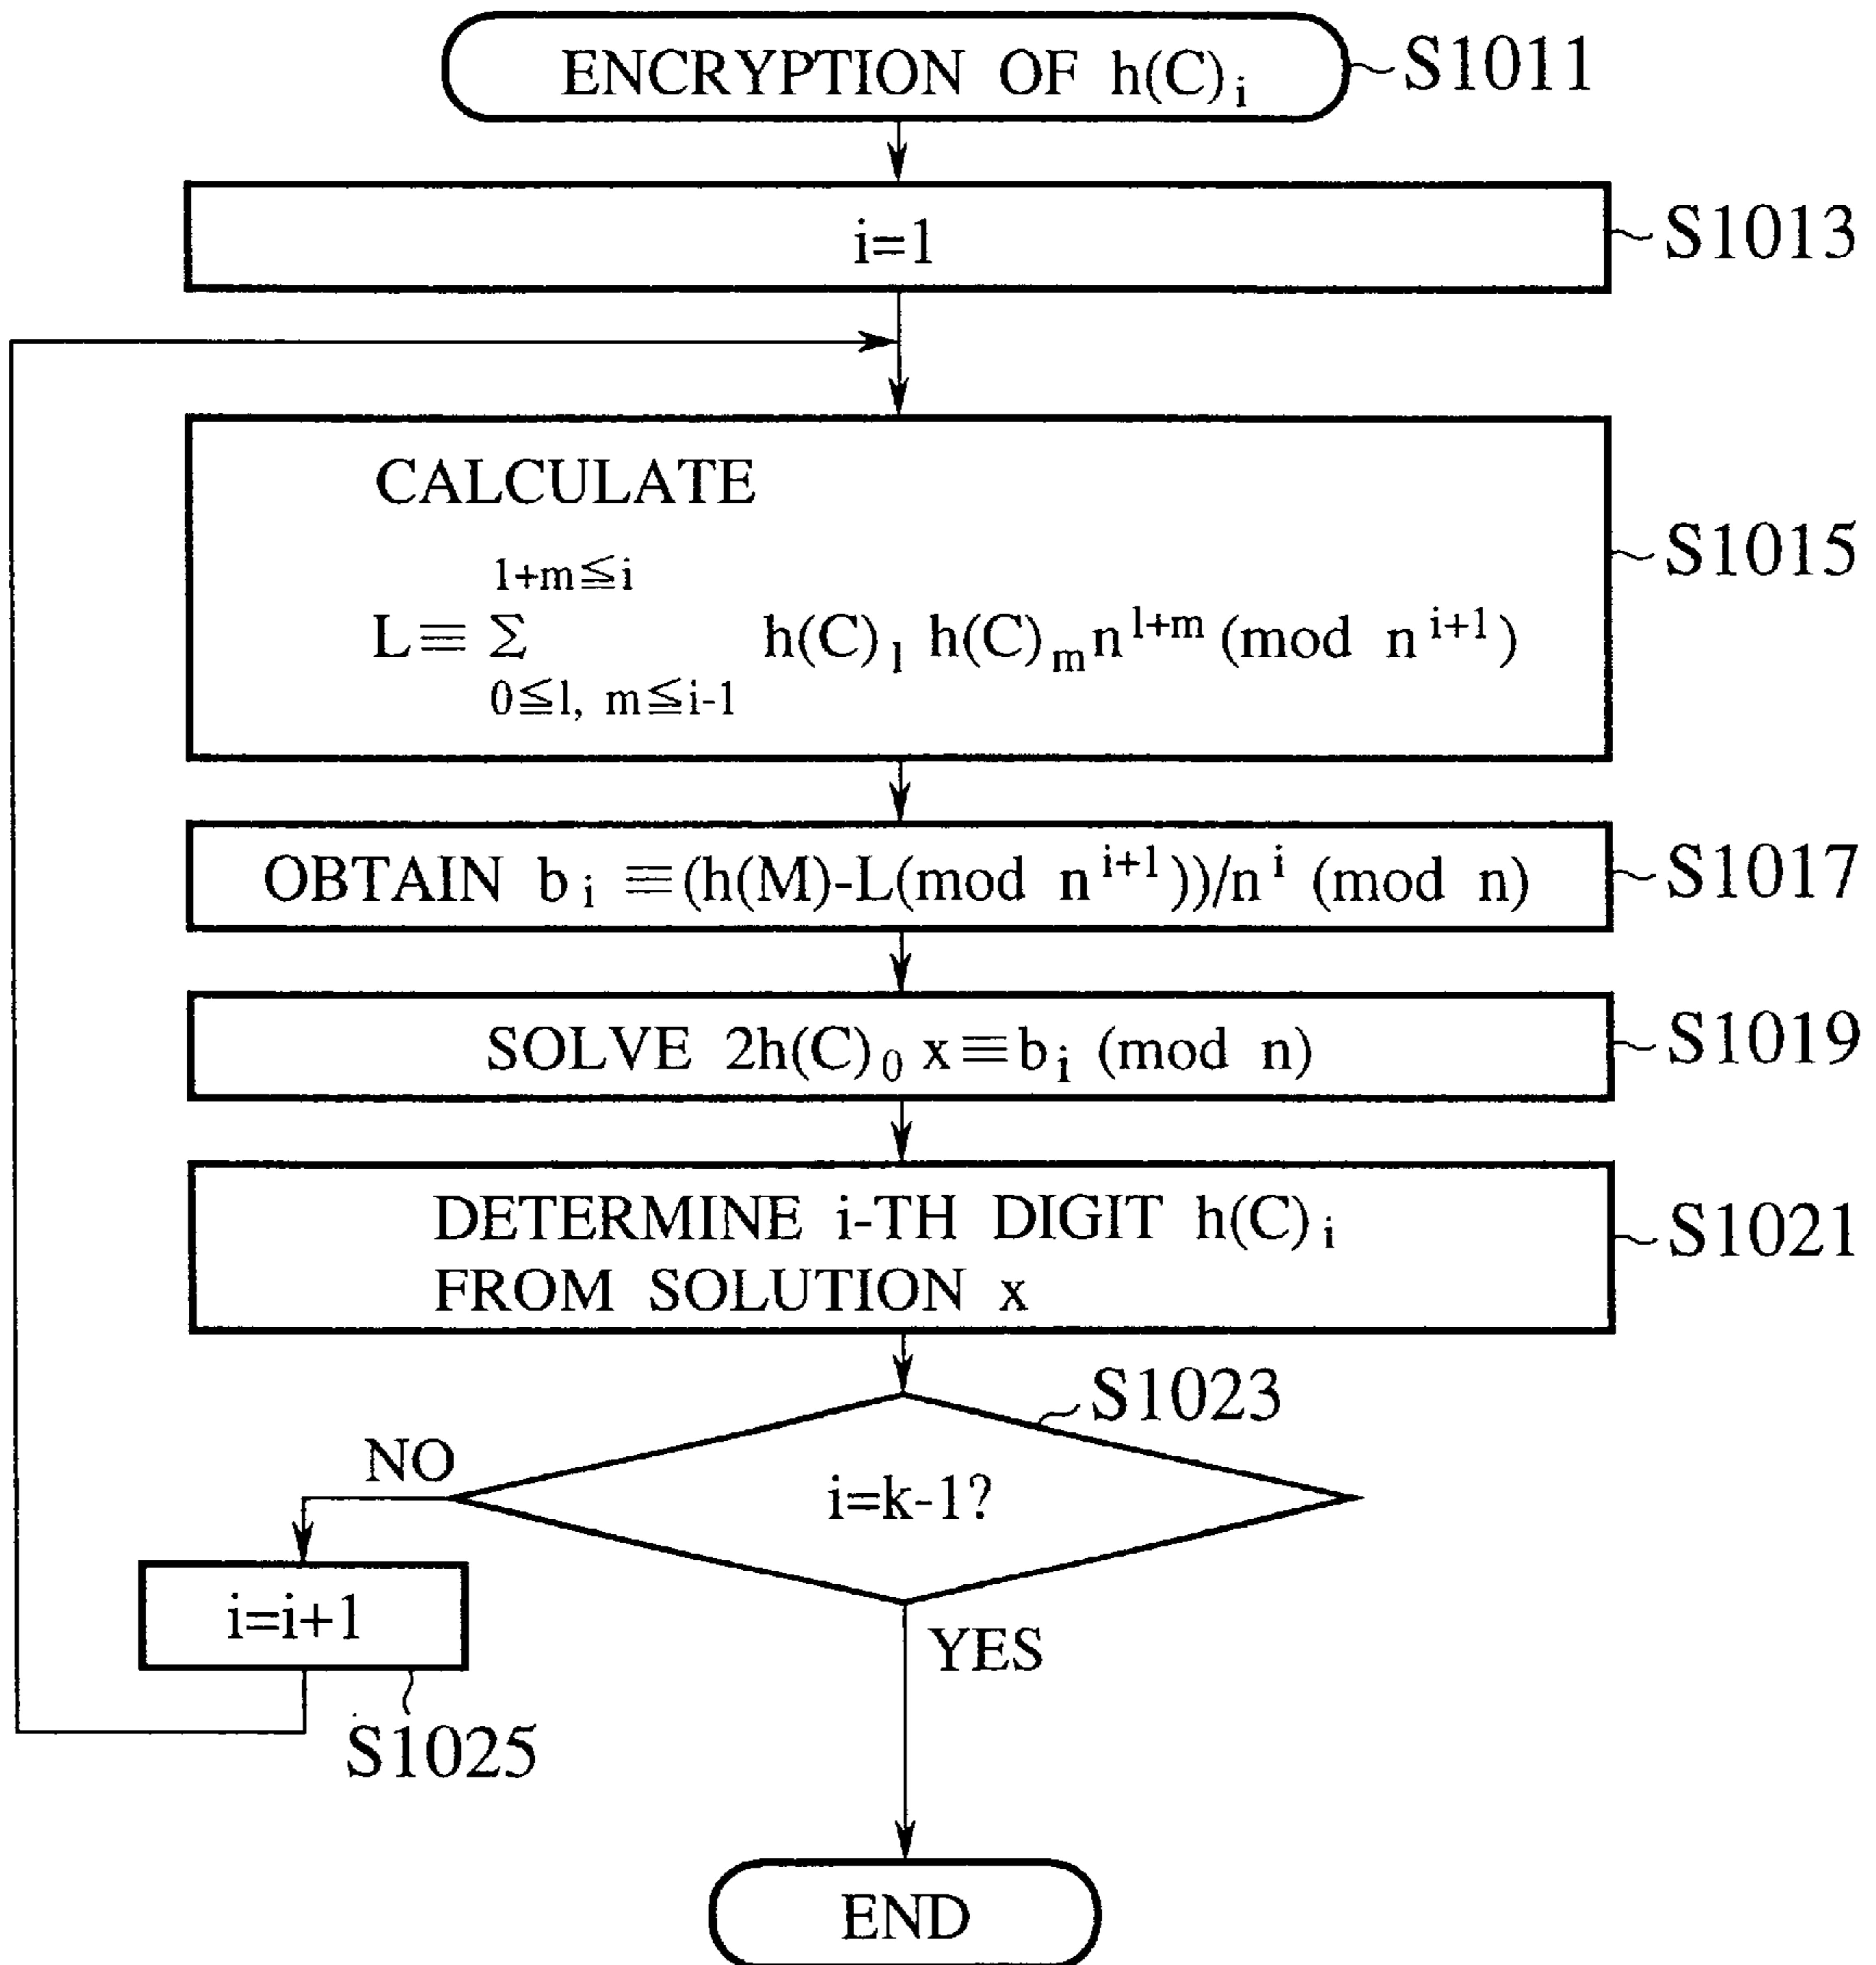 ENCRYPTION OF h(C)i
S1011
i=1
S1013
CALCULATE
l+m≦i
L≡ Σ h(C)l h(C)m n^l+m (mod n^i+1)
0≦l, m≦i-1
S1015
OBTAIN bi ≡(h(M)-L(mod n^i+1))/n^i (mod n)
S1017
SOLVE 2h(C)0 x≡bi (mod n)
S1019
DETERMINE i-TH DIGIT h(C)i
FROM SOLUTION x
S1021
S1023
NO
i=k-1?
i=i+1
YES
S1025
END